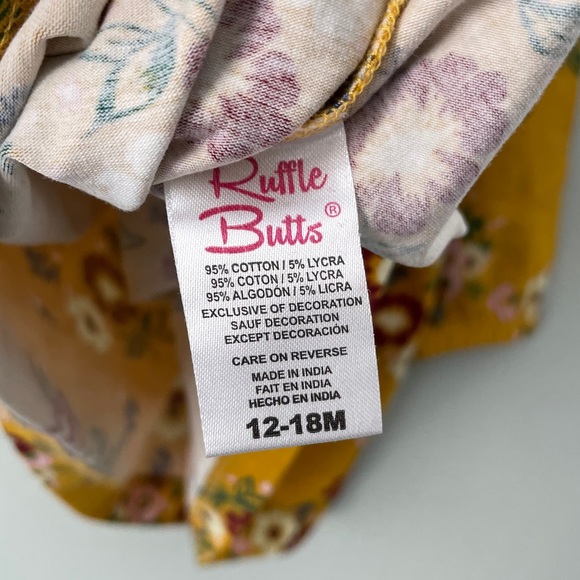 Ruffle
Butts®
95% COTTON / 5% LYCRA
95% COTON / 5% LYCRA
95% ALGODÓN / 5% LICRA
EXCLUSIVE OF DECORATION
SAUF DECORATION
EXCEPT DECORACIÓN
CARE ON REVERSE
MADE IN INDIA
FAIT EN INDIA
HECHO EN INDIA
12-18M